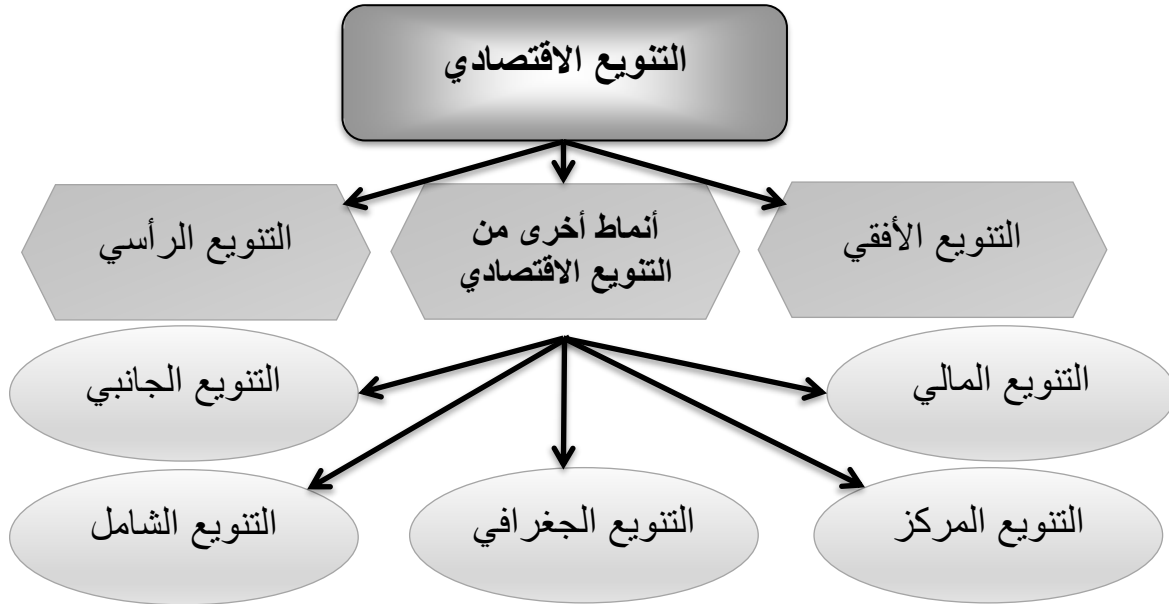 التنويع الاقتصادي
التنويع الأفقي
أنماط أخرى من
التنويع الاقتصادي
التنويع الرأسي
التنويع المالي
التنويع الجانبي
التنويع المركز
التنويع الجغرافي
التنويع الشامل